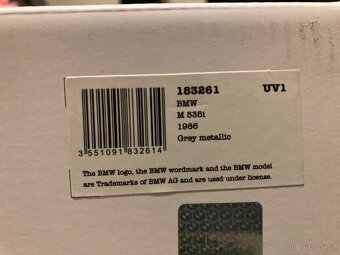 183261 UV1
BMW
M 535i
1986
Grey metallic
3 551091 832614
The BMW logo, the BMW wordmark and the BMW model
are Trademarks of BMW AG and are used under license.